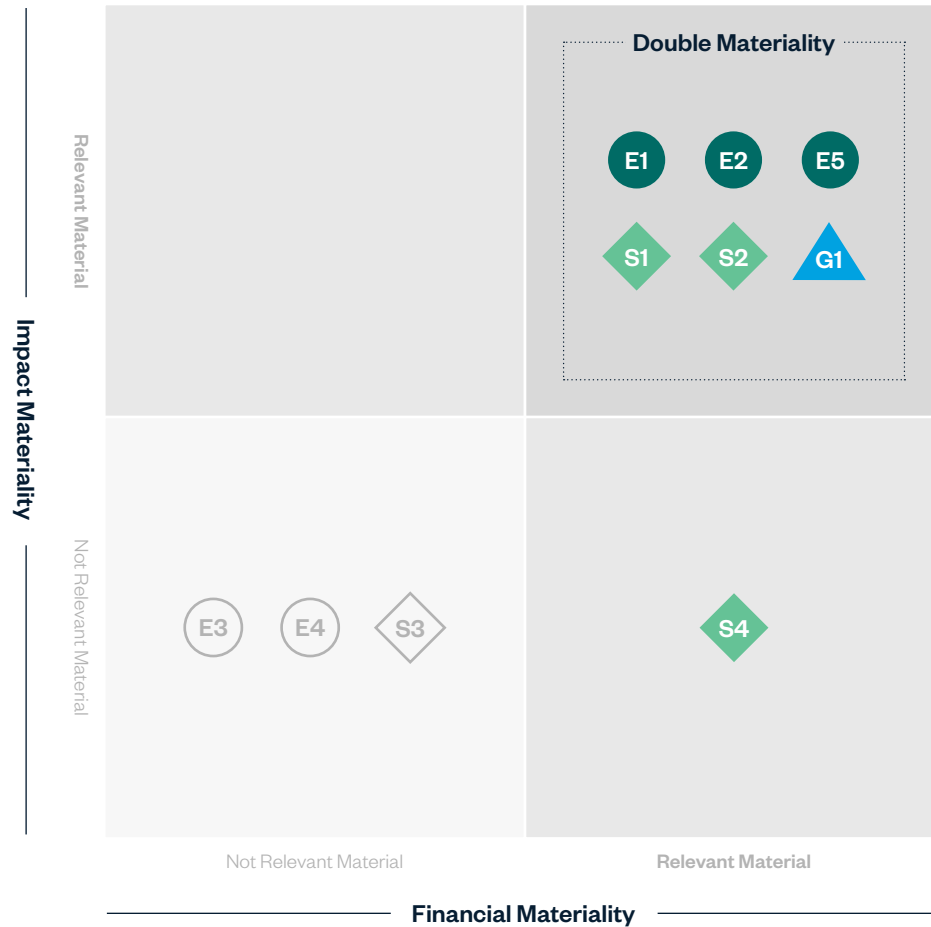 Double Materiality
E1 E2 E5
S1 S2 G1
Relevant Material
Impact Materiality
Not Relevant Material
E3 E4 S3 S4
Not Relevant Material Relevant Material
Financial Materiality